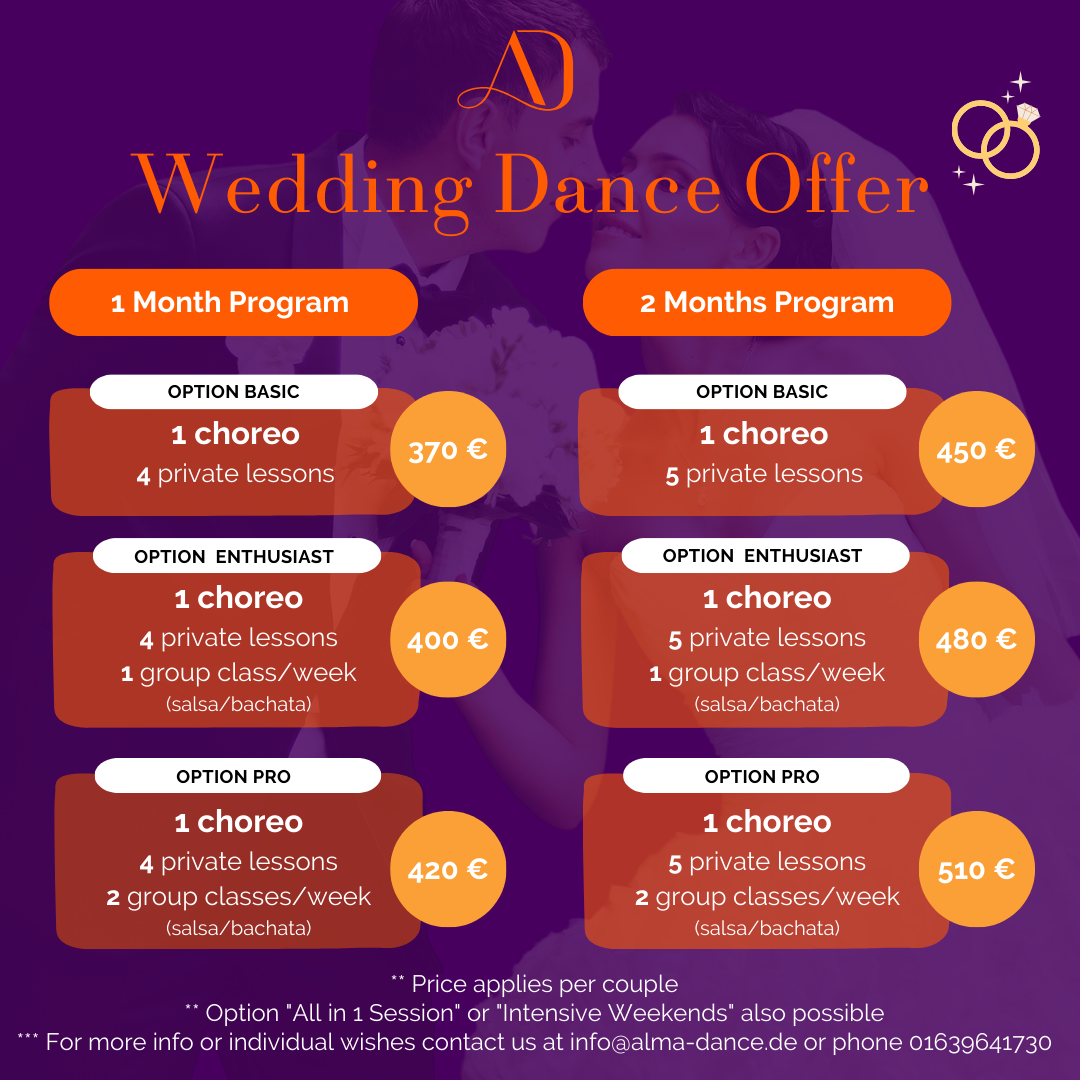 AD
Wedding Dance Offer
1 Month Program
OPTION BASIC
1 choreo
4 private lessons
370 €
OPTION ENTHUSIAST
1 choreo
4 private lessons
1 group class/week
(salsa/bachata)
400 €
OPTION PRO
1 choreo
4 private lessons
2 group classes/week
(salsa/bachata)
420 €
2 Months Program
OPTION BASIC
1 choreo
5 private lessons
450 €
OPTION ENTHUSIAST
1 choreo
5 private lessons
1 group class/week
(salsa/bachata)
480 €
OPTION PRO
1 choreo
5 private lessons
2 group classes/week
(salsa/bachata)
510 €
** Price applies per couple
** Option "All in 1 Session" or "Intensive Weekends" also possible
*** For more info or individual wishes contact us at info@alma-dance.de or phone 01639641730